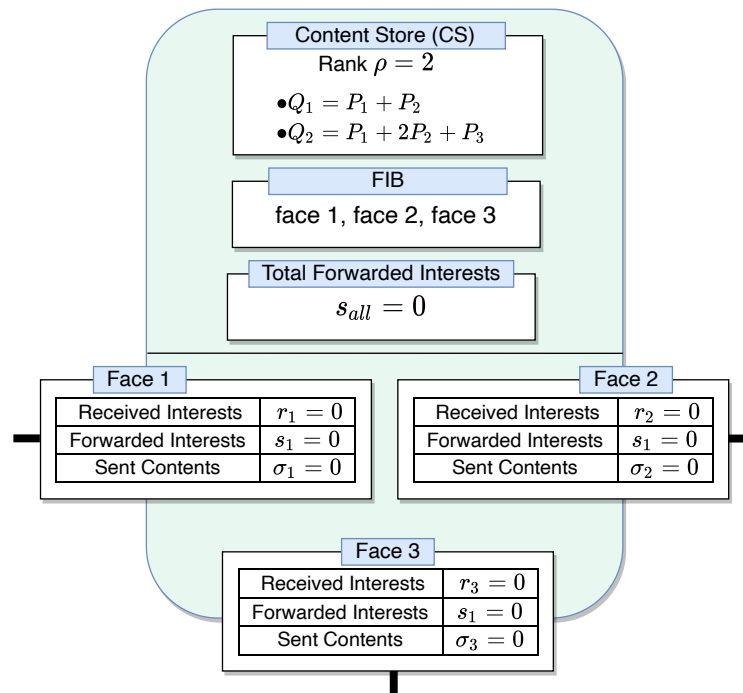 Content Store (CS)
Rank ρ = 2
•Q₁ = P₁ + P₂
•Q₂ = P₁ + 2P₂ + P₃
FIB
face 1, face 2, face 3
Total Forwarded Interests
s_all = 0
Face 1
Received Interests r₁ = 0
Forwarded Interests s₁ = 0
Sent Contents σ₁ = 0
Face 2
Received Interests r₂ = 0
Forwarded Interests s₁ = 0
Sent Contents σ₂ = 0
Face 3
Received Interests r₃ = 0
Forwarded Interests s₁ = 0
Sent Contents σ₃ = 0